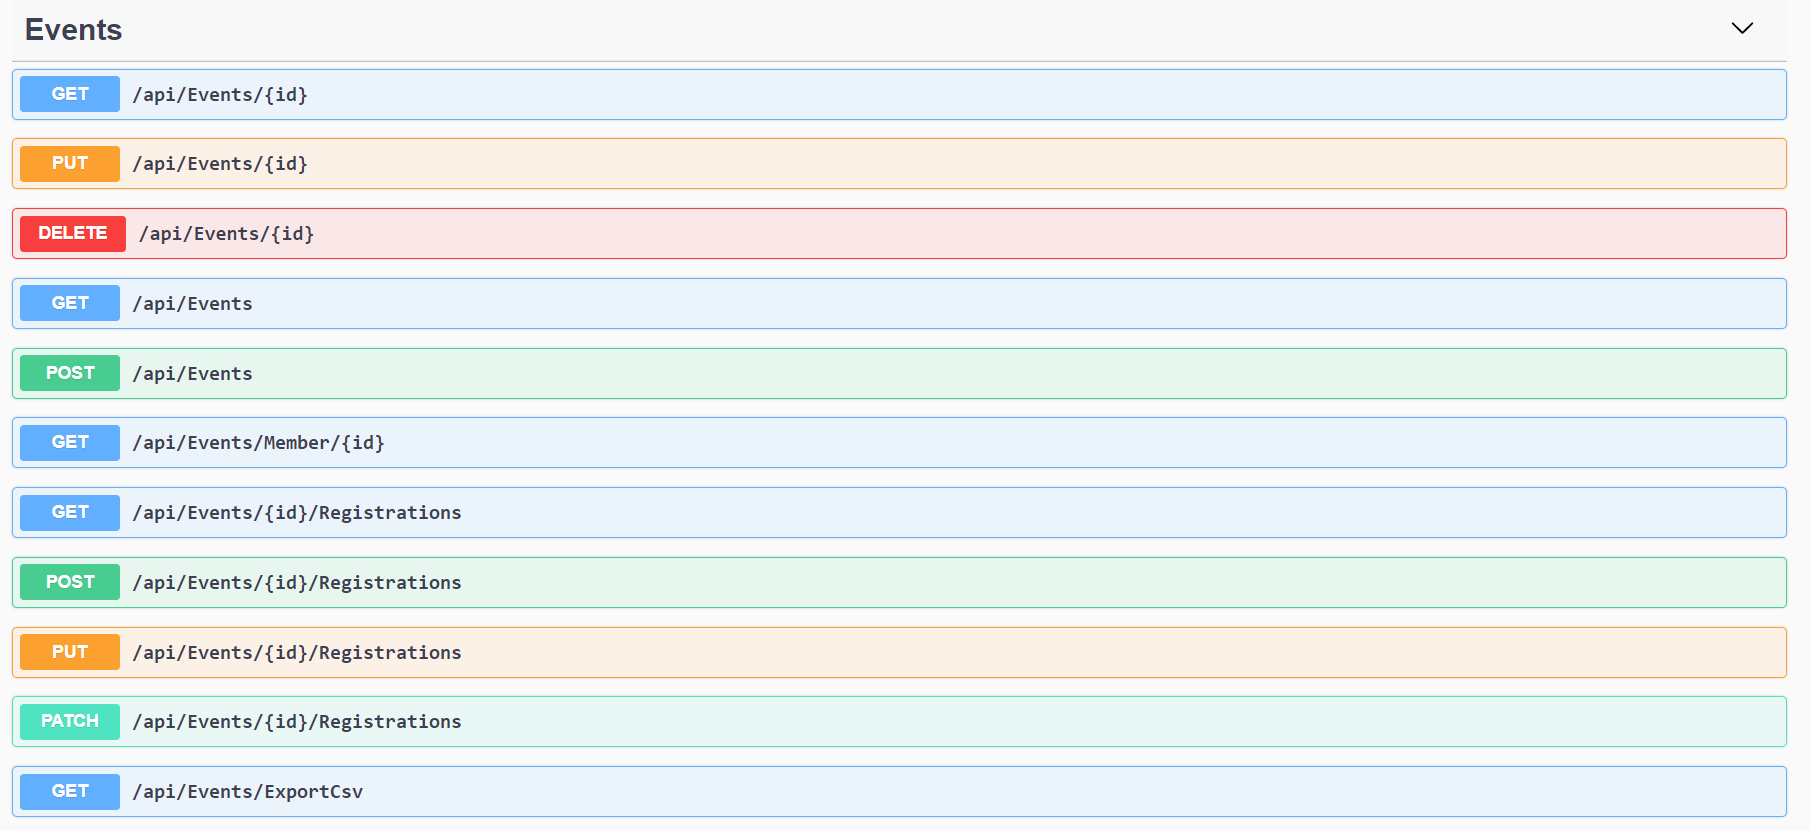 Events
GET /api/Events/{id}
PUT /api/Events/{id}
DELETE /api/Events/{id}
GET /api/Events
POST /api/Events
GET /api/Events/Member/{id}
GET /api/Events/{id}/Registrations
POST /api/Events/{id}/Registrations
PUT /api/Events/{id}/Registrations
PATCH /api/Events/{id}/Registrations
GET /api/Events/ExportCsv